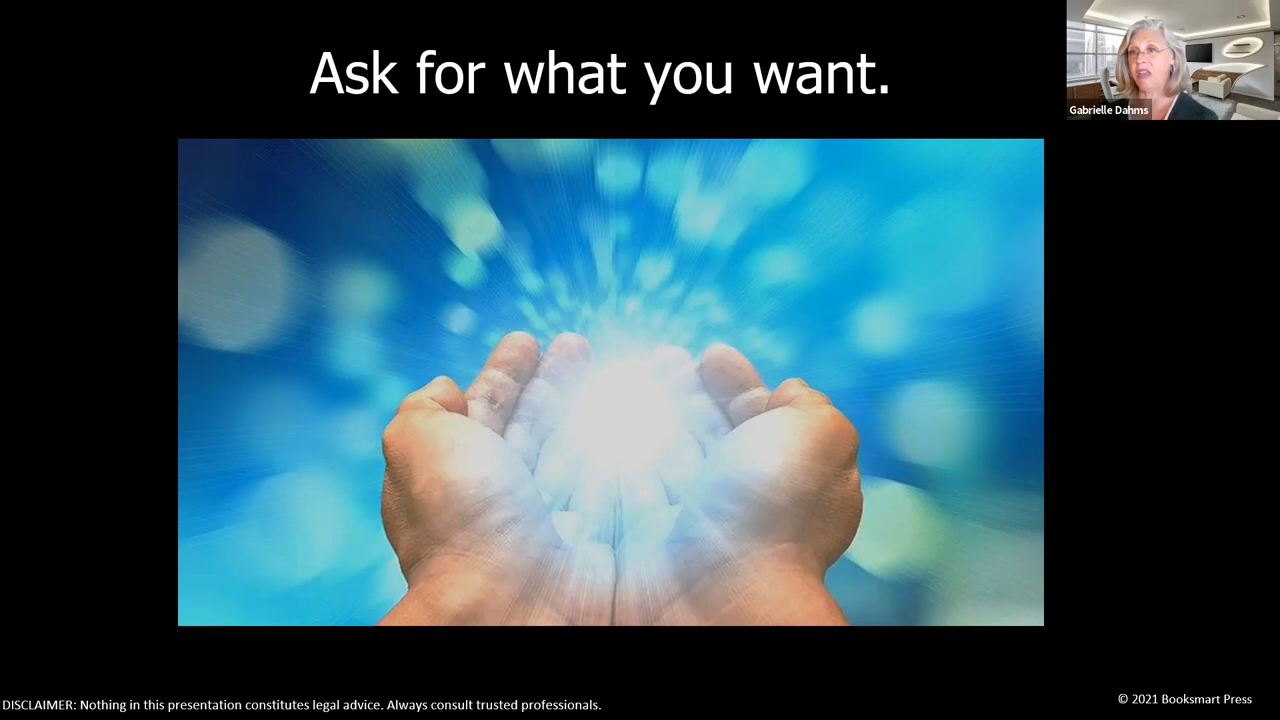 Ask for what you want.
Gabrielle Dahms
DISCLAIMER: Nothing in this presentation constitutes legal advice. Always consult trusted professionals.
© 2021 Booksmart Press